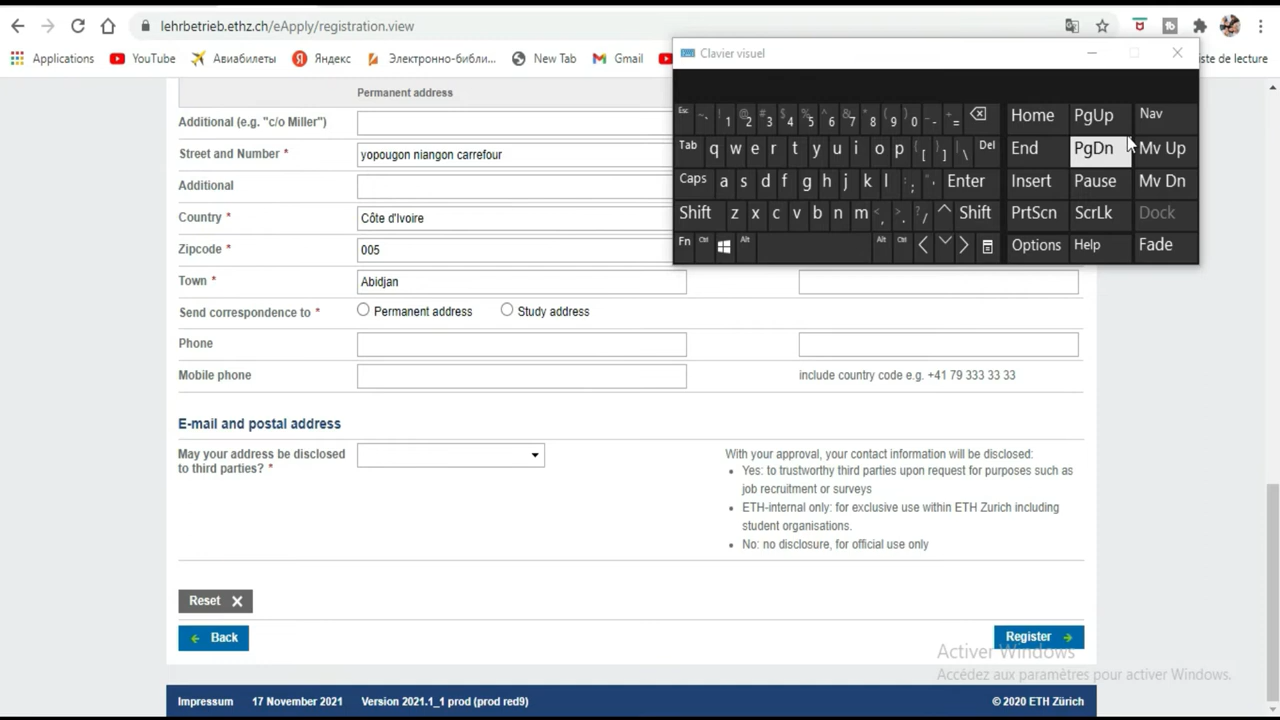 lehrbetrieb.ethz.ch/eApply/registration.view
Applications YouTube Авиабилеты Яндекс Электронно-библи... New Tab Gmail ste de lecture
Clavier visuel
Esc ~ ` ! 1 @ 2 # 3 $ 4 % 5 ^ 6 & 7 * 8 ( 9 ) 0 _ - + = Home PgUp Nav
Tab q w e r t y u i o p { [ } ] | \ Del End PgDn Mv Up
Caps a s d f g h j k l : ; " ' Enter Insert Pause Mv Dn
Shift z x c v b n m < , > . ? / Shift PrtScn ScrLk Dock
Fn Ctrl Alt Alt Ctrl Options Help Fade
Permanent address
Additional (e.g. "c/o Miller")
Street and Number * yopougon niangon carrefour
Additional
Country * Côte d'Ivoire
Zipcode * 005
Town * Abidjan
Send correspondence to * Permanent address Study address
Phone
Mobile phone include country code e.g. +41 79 333 33 33
E-mail and postal address
May your address be disclosed
to third parties? *
With your approval, your contact information will be disclosed:
• Yes: to trustworthy third parties upon request for purposes such as
job recruitment or surveys
• ETH-internal only: for exclusive use within ETH Zurich including
student organisations.
• No: no disclosure, for official use only
Reset
Back Register
Activer Windows
Accédez aux paramètres pour activer Windows.
Impressum 17 November 2021 Version 2021.1_1 prod (prod red9) © 2020 ETH Zürich